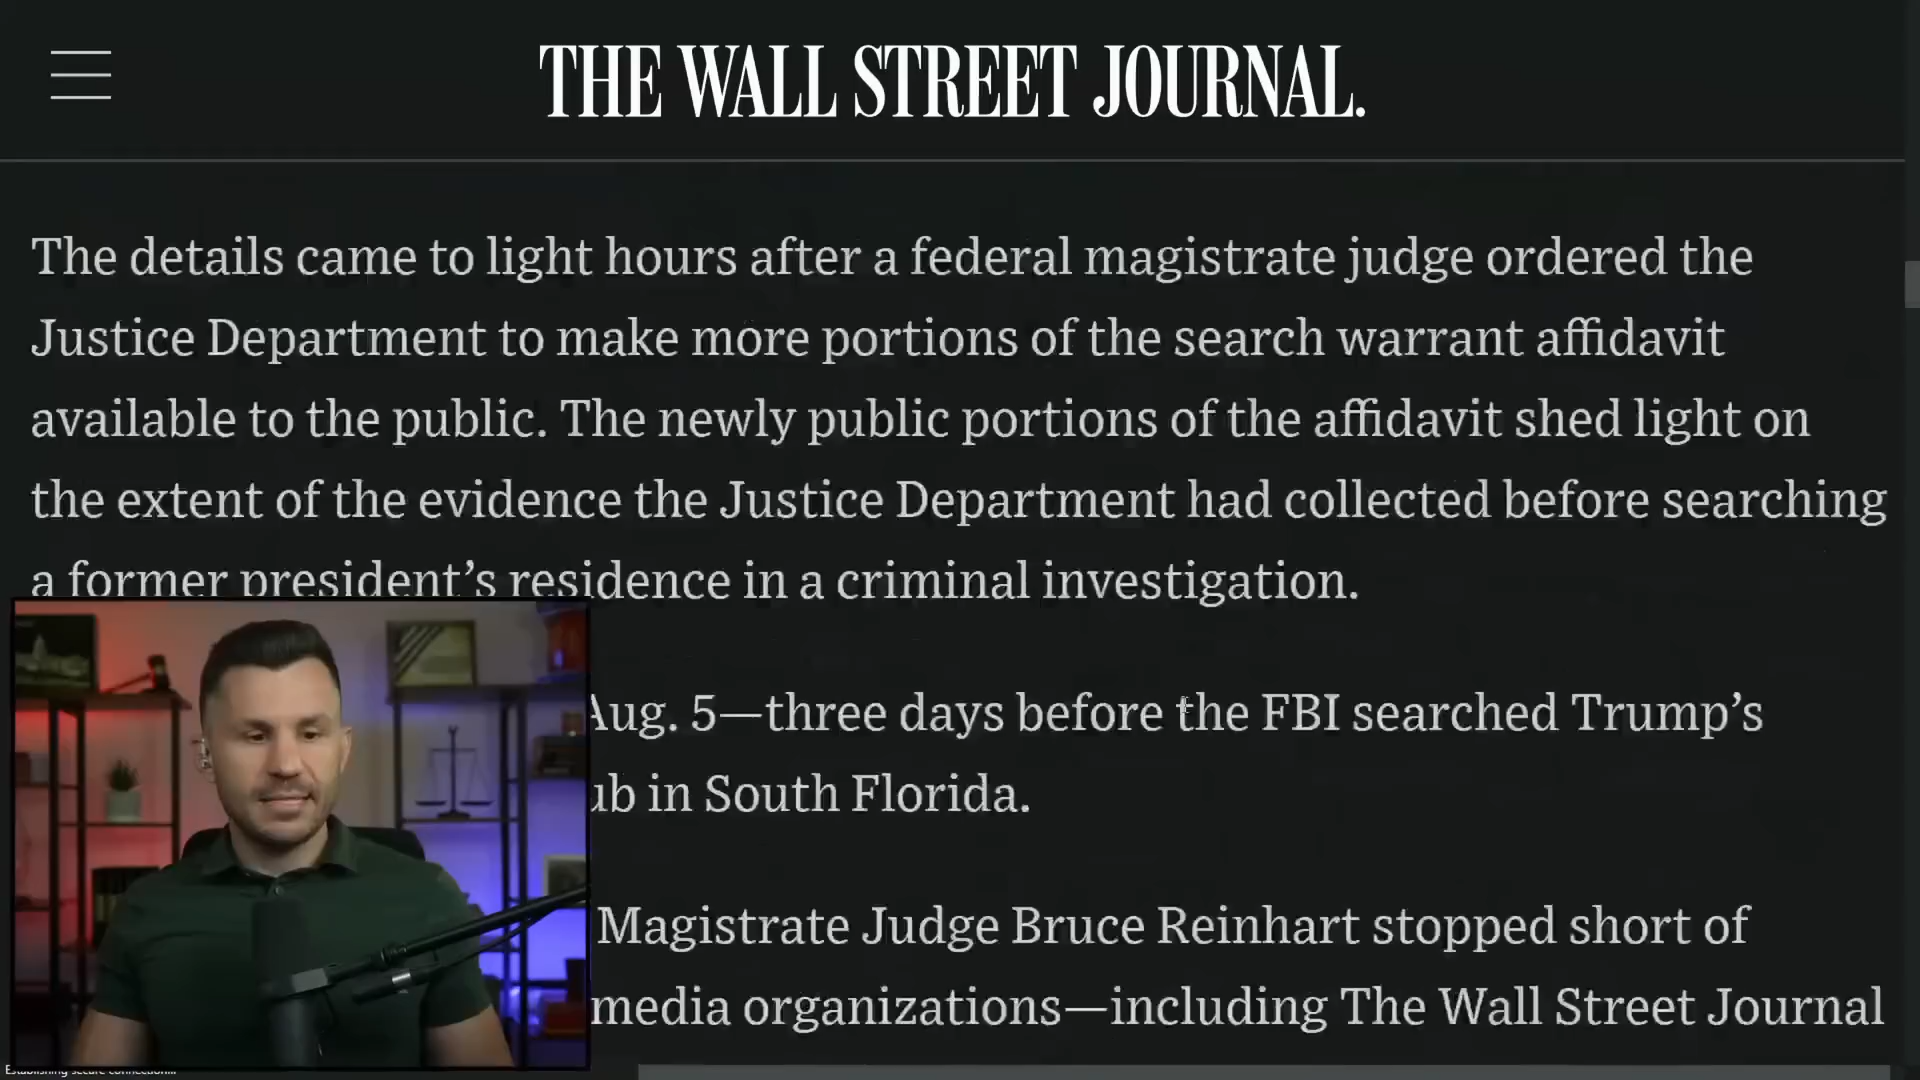 THE WALL STREET JOURNAL.
The details came to light hours after a federal magistrate judge ordered the
Justice Department to make more portions of the search warrant affidavit
available to the public. The newly public portions of the affidavit shed light on
the extent of the evidence the Justice Department had collected before searching
a former president’s residence in a criminal investigation.
Aug. 5—three days before the FBI searched Trump’s
in South Florida.
Magistrate Judge Bruce Reinhart stopped short of
media organizations—including The Wall Street Journal
Establishing secure connection...